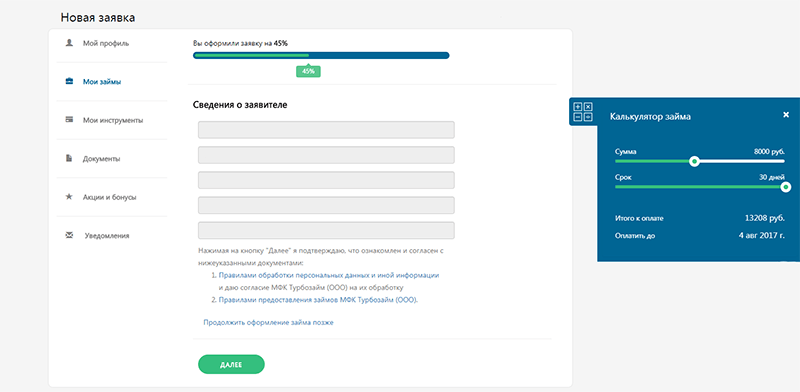 Новая заявка
Мой профиль
Мои займы
Мои инструменты
Документы
Акции и бонусы
Уведомления
Вы оформили заявку на 45%
45%
Сведения о заявителе
Нажимая на кнопку "Далее" я подтверждаю, что ознакомлен и согласен с
нижеуказанными документами:
1. Правилами обработки персональных данных и иной информации
и даю согласие МФК Турбозайм (ООО) на их обработку
2. Правилами предоставления займов МФК Турбозайм (ООО).
Продолжить оформление займа позже
ДАЛЕЕ
Калькулятор займа
Сумма 8000 руб.
Срок 30 дней
Итого к оплате 13208 руб.
Оплатить до 4 авг 2017 г.